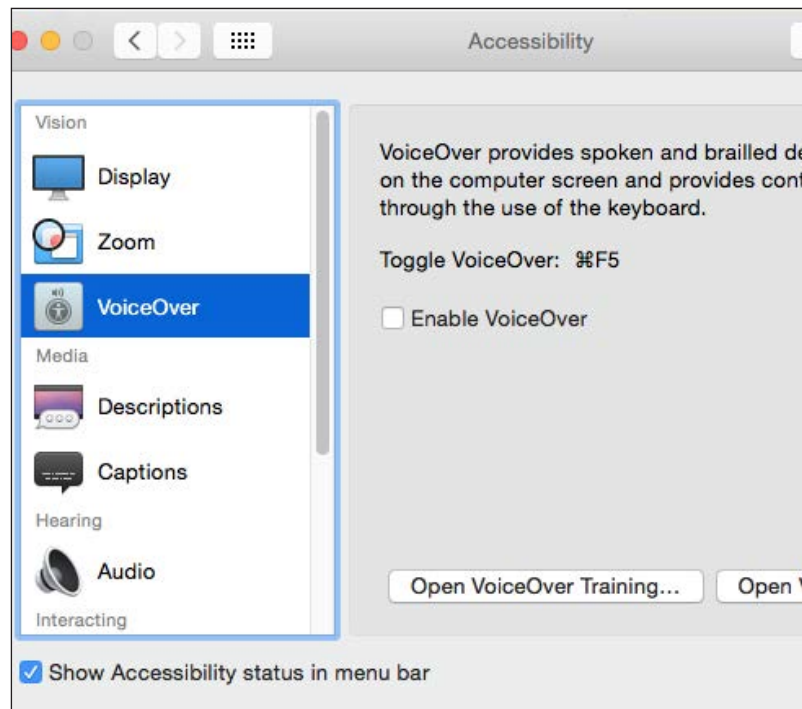 Accessibility
Vision
Display
Zoom
VoiceOver
Media
Descriptions
Captions
Hearing
Audio
Interacting
VoiceOver provides spoken and brailled
on the computer screen and provides
through the use of the keyboard.
Toggle VoiceOver: ⌘F5
Enable VoiceOver
Open VoiceOver Training...
Open
Show Accessibility status in menu bar